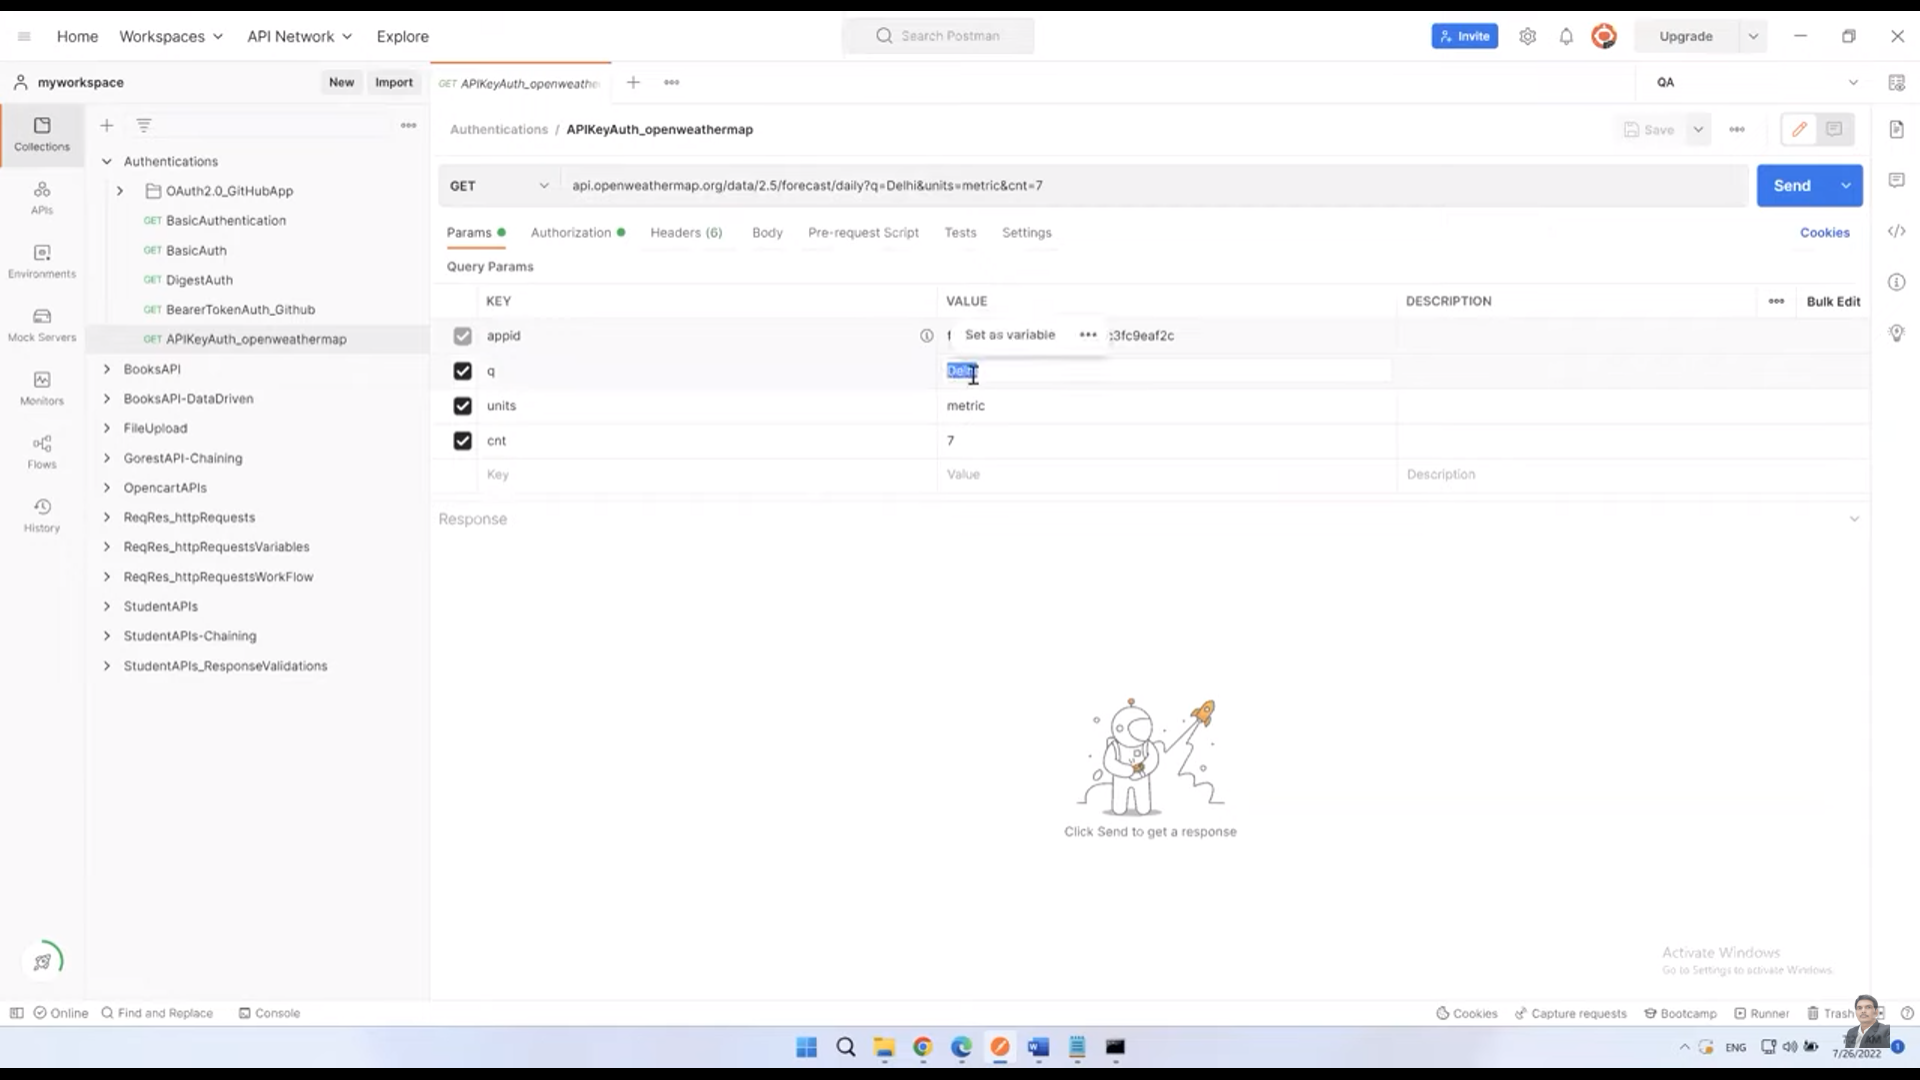 Home Workspaces API Network Explore Search Postman Invite Upgrade
myworkspace New Import GET APIKeyAuth_openweathe QA
Collections
APIs
Environments
Mock Servers
Monitors
Flows
History
Authentications
OAuth2.0_GitHubApp
GET BasicAuthentication
GET BasicAuth
GET DigestAuth
GET BearerTokenAuth_Github
GET APIKeyAuth_openweathermap
BooksAPI
BooksAPI-DataDriven
FileUpload
GorestAPI-Chaining
OpencartAPIs
ReqRes_httpRequests
ReqRes_httpRequestsVariables
ReqRes_httpRequestsWorkFlow
StudentAPIs
StudentAPIs-Chaining
StudentAPIs_ResponseValidations
Authentications / APIKeyAuth_openweathermap Save
GET api.openweathermap.org/data/2.5/forecast/daily?q=Delhi&units=metric&cnt=7 Send
Params Authorization Headers (6) Body Pre-request Script Tests Settings Cookies
Query Params
KEY VALUE DESCRIPTION Bulk Edit
appid f Set as variable c3fc9eaf2c
q Delhi
units metric
cnt 7
Key Value Description
Response
Click Send to get a response
Activate Windows
Go to Settings to activate Windows.
Online Find and Replace Console Cookies Capture requests Bootcamp Runner Trash
ENG
7/26/2022 1